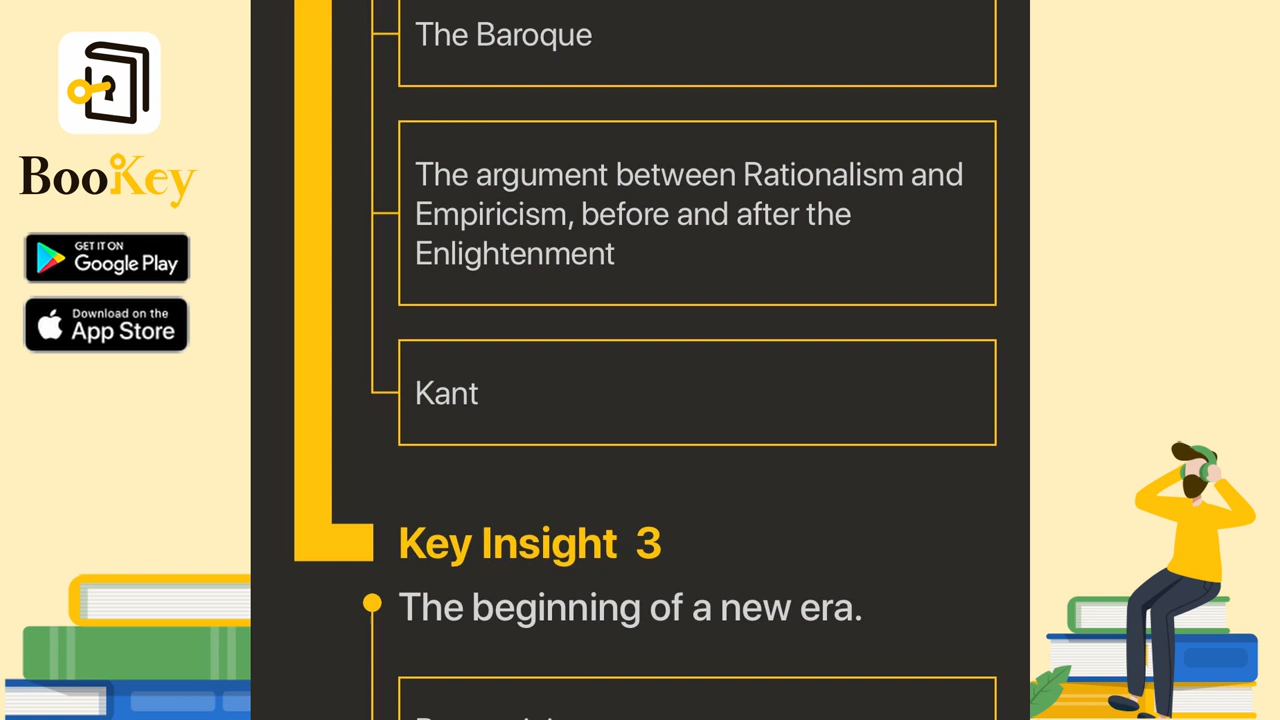 BooKey
GET IT ON
Google Play
Download on the
App Store
The Baroque
The argument between Rationalism and
Empiricism, before and after the
Enlightenment
Kant
Key Insight 3
The beginning of a new era.